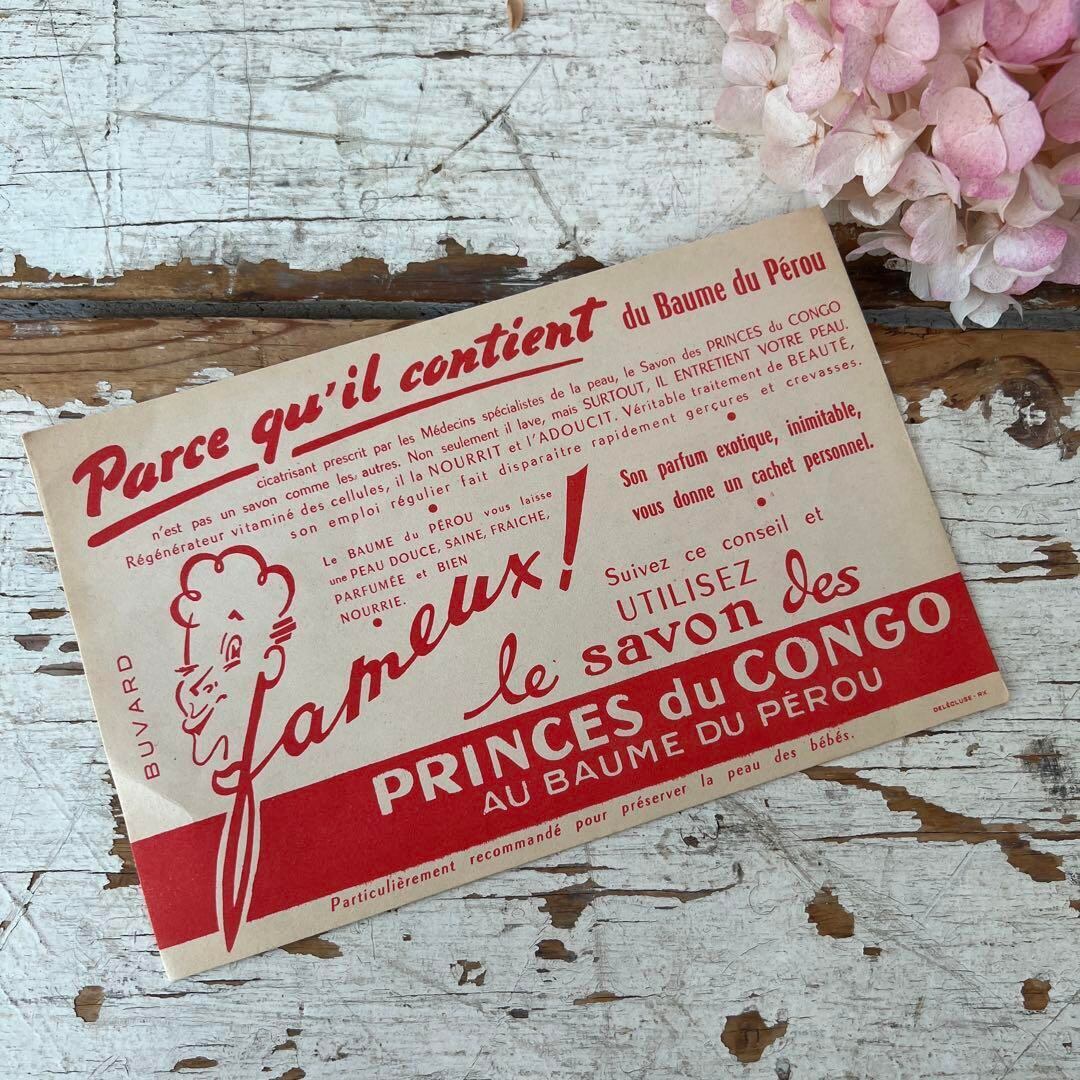 Parce qu'il contient du Baume du Pérou
cicatrisant prescrit par les Médecins spécialistes de la peau, le Savon des PRINCES du CONGO
n'est pas un savon comme les autres. Non seulement il lave, mais SURTOUT, IL ENTRETIENT VOTRE PEAU.
Régénérateur vitaminé des cellules, il la NOURRIT et l'ADOUCIT. Véritable traitement de BEAUTÉ,
son emploi régulier fait disparaître rapidement gerçures et crevasses.
Le BAUME du PÉROU vous laisse
une PEAU DOUCE, SAINE, FRAICHE,
PARFUMÉE et BIEN
NOURRIE.
Son parfum exotique, inimitable,
vous donne un cachet personnel.
fameux!
Suivez ce conseil et
UTILISEZ
le savon des
PRINCES du CONGO
AU BAUME DU PÉROU
Particulièrement recommandé pour préserver la peau des bébés.
BUVARD
DELÉCLUSE - RX